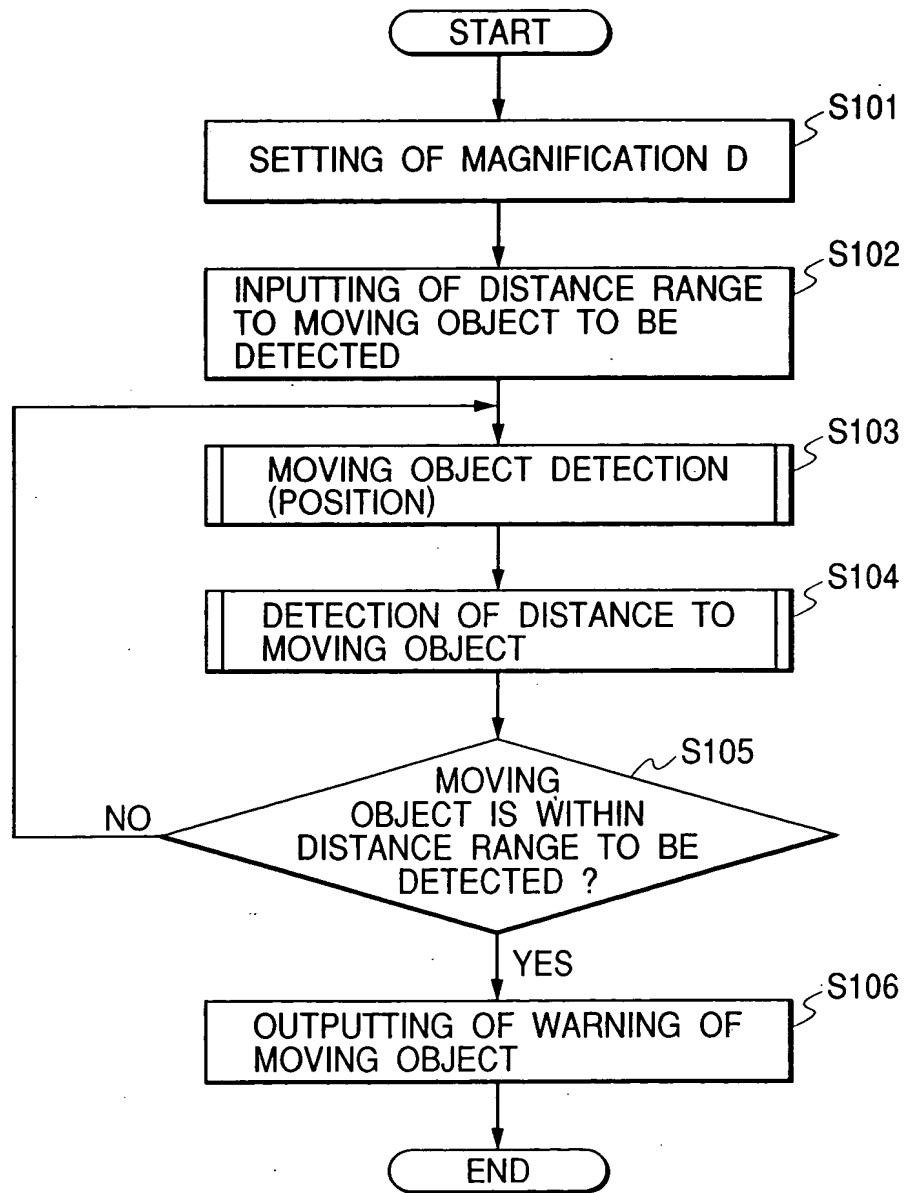 START
S101
SETTING OF MAGNIFICATION D
S102
INPUTTING OF DISTANCE RANGE
TO MOVING OBJECT TO BE
DETECTED
S103
MOVING OBJECT DETECTION
(POSITION)
S104
DETECTION OF DISTANCE TO
MOVING OBJECT
S105
MOVING
OBJECT IS WITHIN
DISTANCE RANGE TO BE
DETECTED ?
NO
YES
S106
OUTPUTTING OF WARNING OF
MOVING OBJECT
END